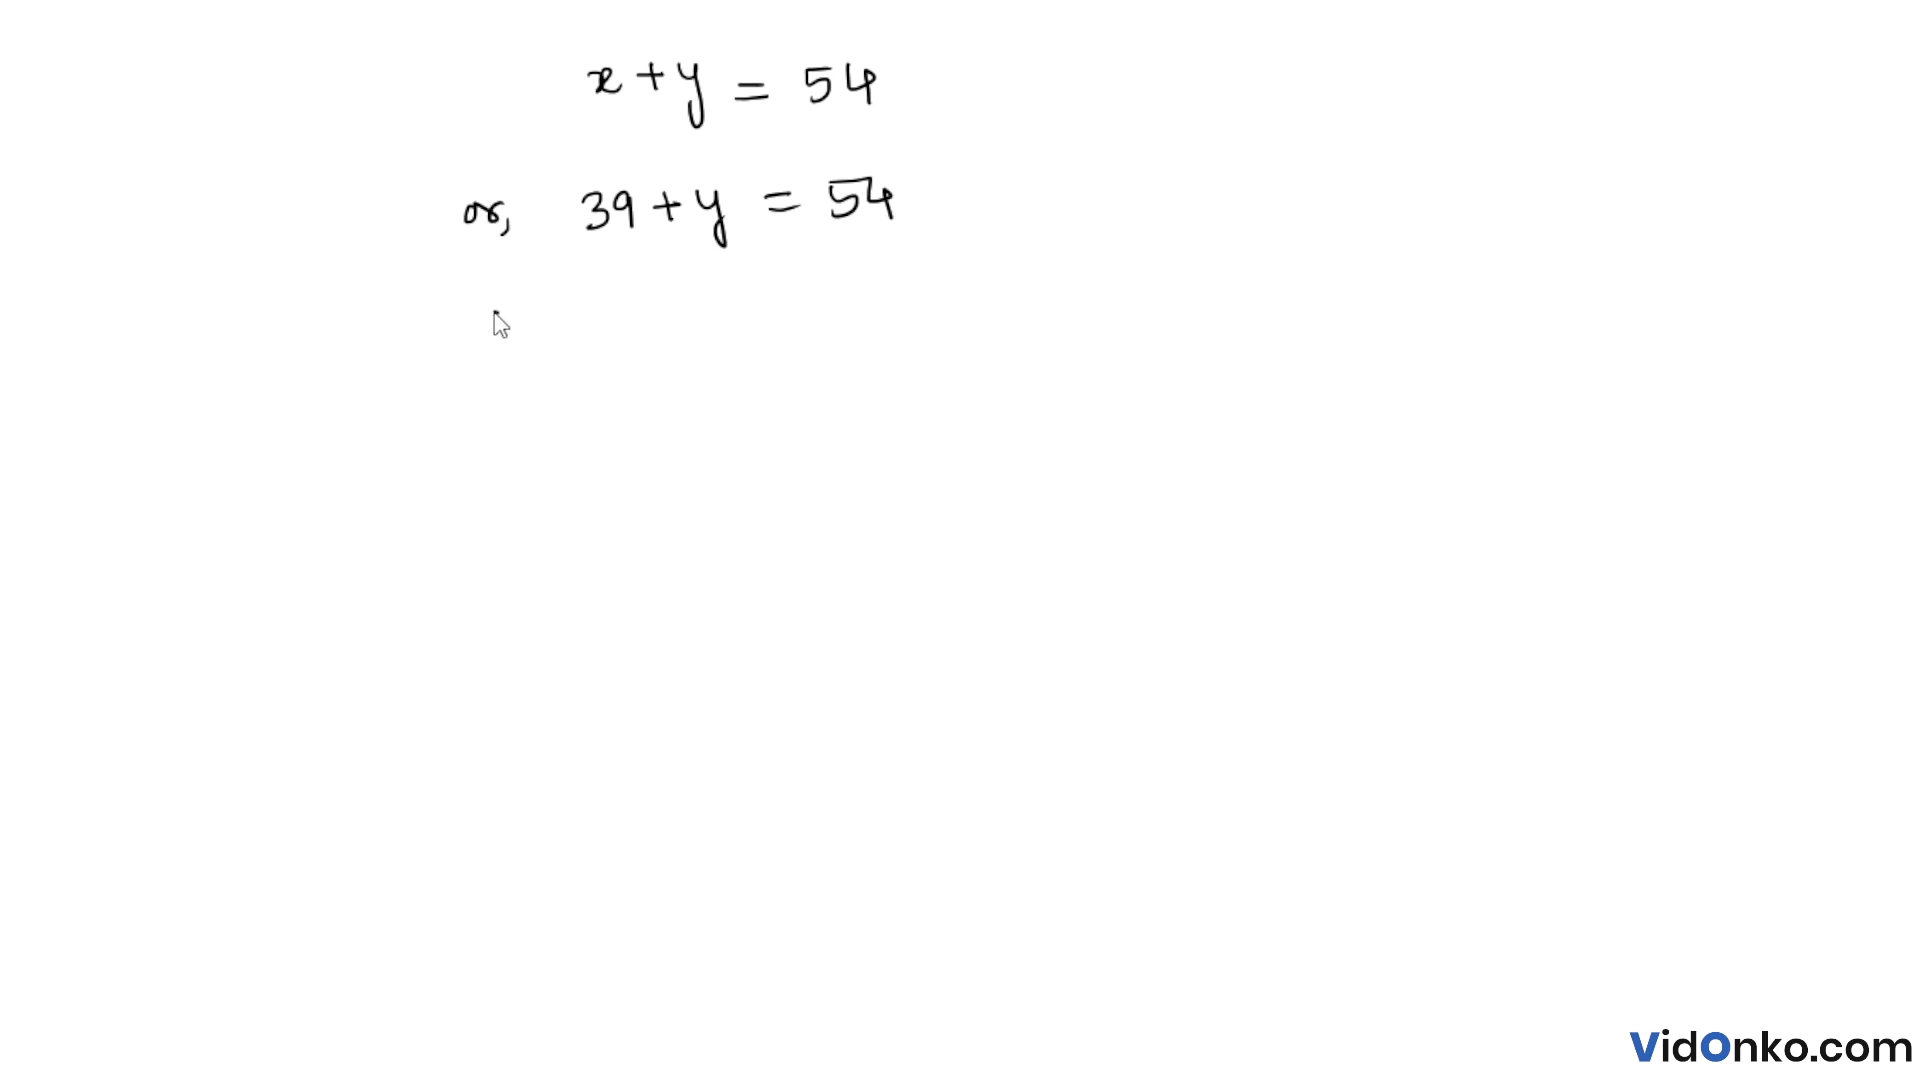 x + y = 54
or, 39 + y = 54
VidOnko.com